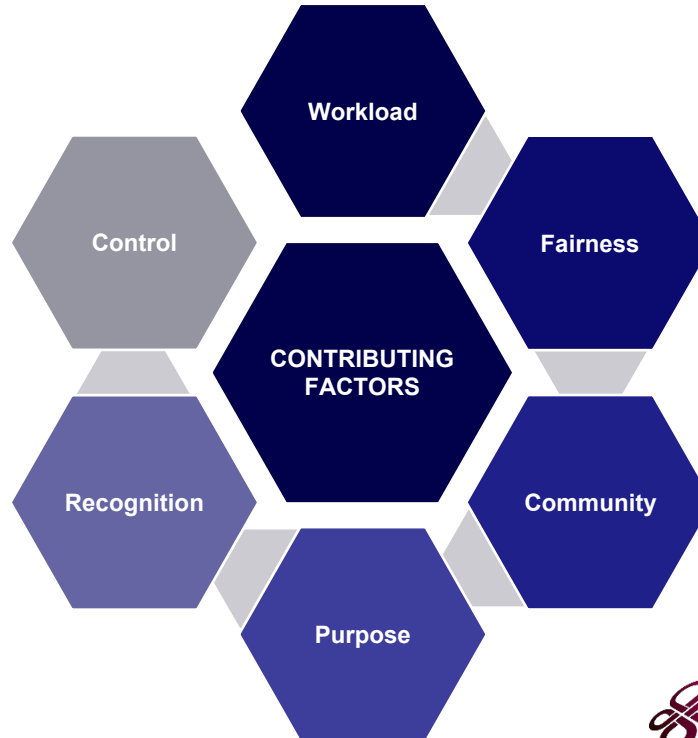 Workload
Control
Fairness
CONTRIBUTING
FACTORS
Recognition
Community
Purpose